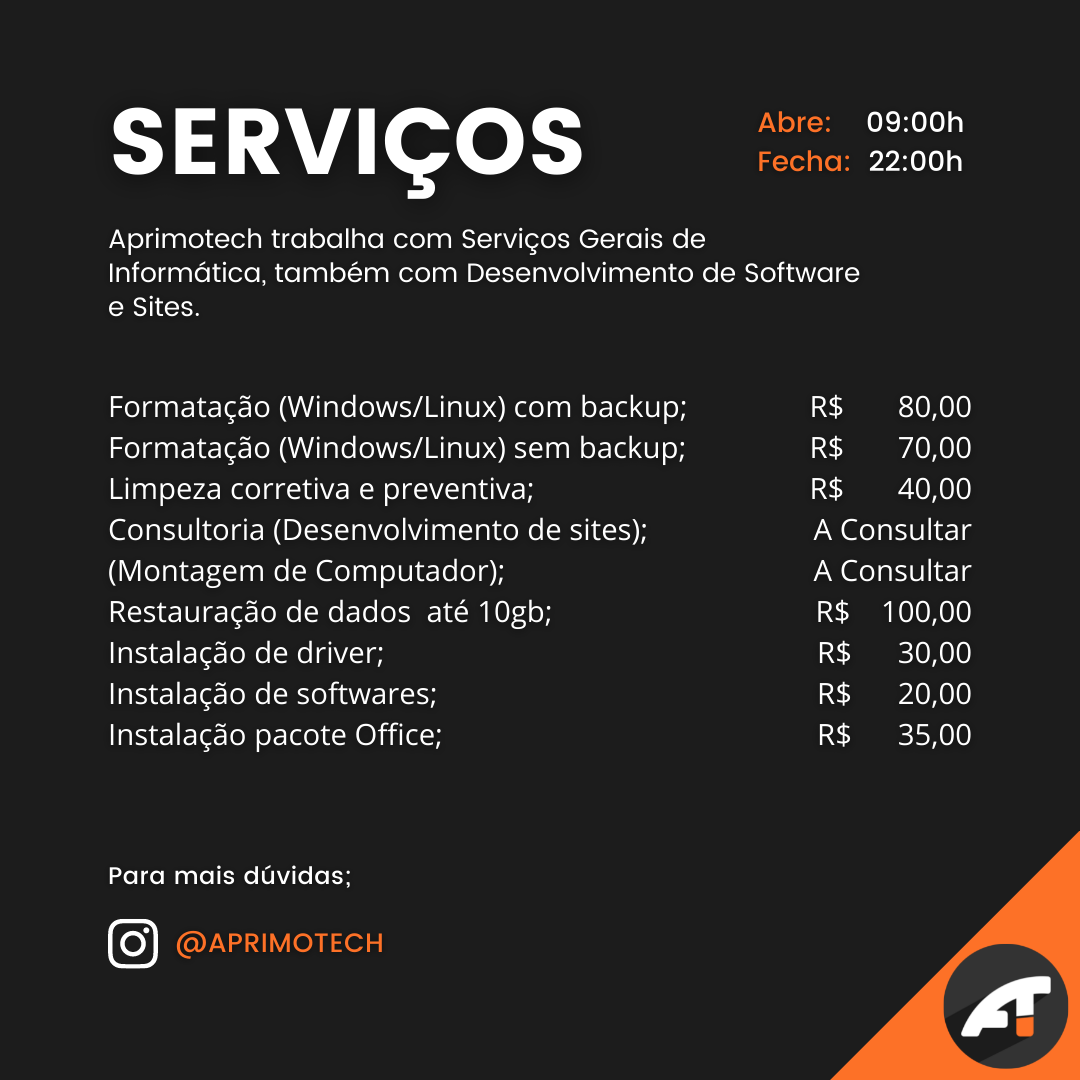 SERVIÇOS
Abre: 09:00h
Fecha: 22:00h
Aprimotech trabalha com Serviços Gerais de
Informática, também com Desenvolvimento de Software
e Sites.
Formatação (Windows/Linux) com backup; R$ 80,00
Formatação (Windows/Linux) sem backup; R$ 70,00
Limpeza corretiva e preventiva; R$ 40,00
Consultoria (Desenvolvimento de sites); A Consultar
(Montagem de Computador); A Consultar
Restauração de dados  até 10gb; R$ 100,00
Instalação de driver; R$ 30,00
Instalação de softwares; R$ 20,00
Instalação pacote Office; R$ 35,00
Para mais dúvidas;
@APRIMOTECH
AT